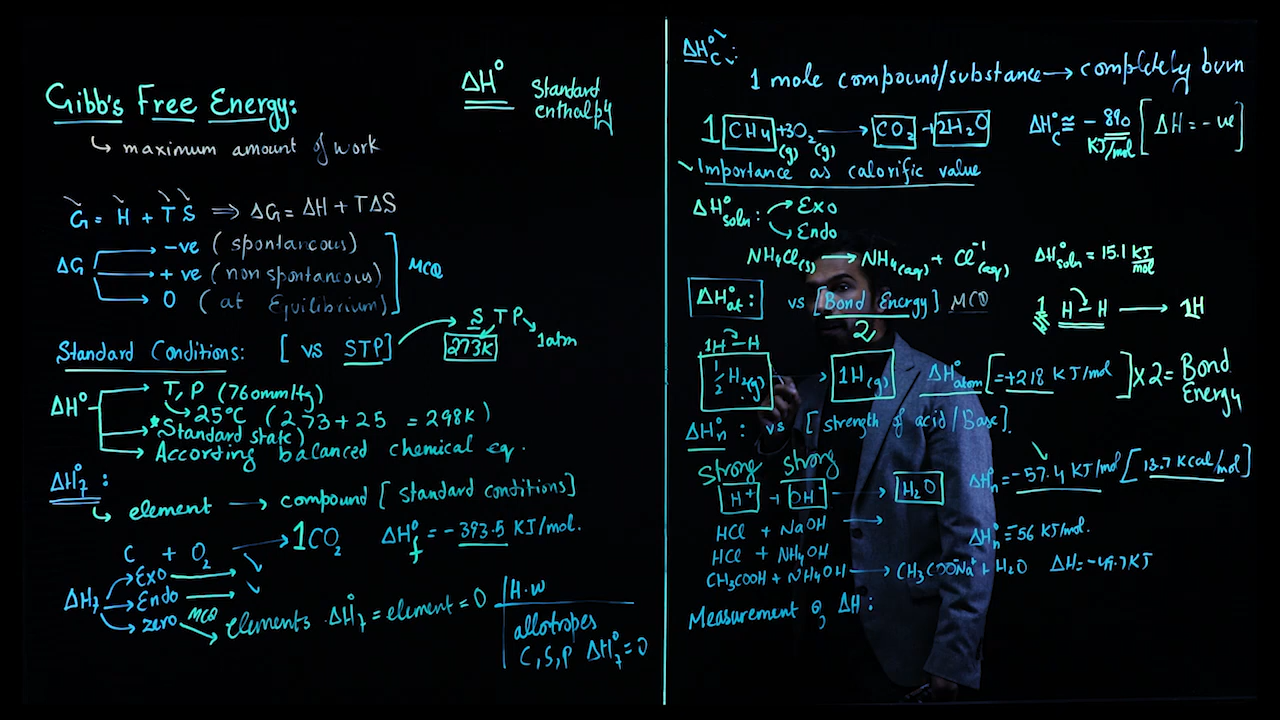 Gibb's Free Energy:
↳ maximum amount of work
ΔH° Standard
enthalpy
G = H + TS ⇒ ΔG = ΔH + TΔS
ΔG → -ve (spontaneous)
→ +ve (non spontaneous) MCQ
→ 0 (at Equilibrium)
Standard Conditions: [vs STP] → STP
273K 1atm
ΔH° → T, P (760mmHg)
↳ 25°C (273+25 = 298K)
→ *Standard state)
→ According balanced chemical eq.
ΔH°f :
↳ element → compound [Standard conditions]
C + O2 → 1CO2 ΔH°f = -393.5 KJ/mol.
ΔHf → Exo →
→ Endo →
→ zero MCQ → elements. ΔH°f = element = 0
H.w
allotropes
C, S, P ΔH°f = 0
ΔH°c :
1 mole compound/substance → completely burn
1 CH4(g) + 3O2(g) → CO2 + 2H2O ΔH°c ≅ -890 KJ/mol [ΔH = -ve]
Importance as calorific value
ΔH°soln : → Exo
→ Endo
NH4Cl(s) → NH4(aq) + Cl⁻¹(aq) ΔH°soln = 15.1 KJ/mol
ΔH°at : vs [Bond Energy] MCQ
2
1 H-H → 1H
1H-H
½H2(g) → 1H(g) ΔH°atom [= +218 KJ/mol] x 2 = Bond
Energy
ΔH°n : vs [strength of acid/Base].
Strong Strong
H⁺ + OH⁻ → H2O ΔH°n = -57.4 KJ/mol [13.7 Kcal/mol]
HCl + NaOH →
HCl + NH4OH ΔH°n = -56 KJ/mol.
CH3COOH + NH4OH → CH3COONa⁺ + H2O ΔH = -49.7KJ
Measurement of ΔH :